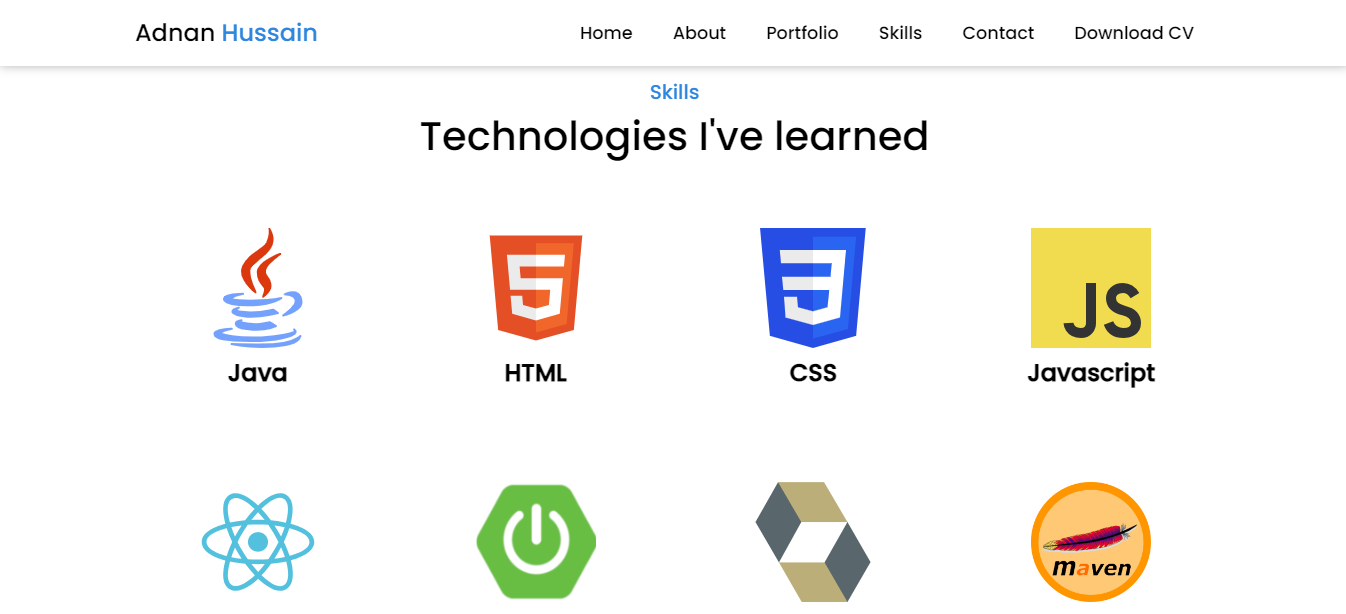 Adnan Hussain Home About Portfolio Skills Contact Download CV
Skills
Technologies I've learned
5 3 JS
Java HTML CSS Javascript
maven